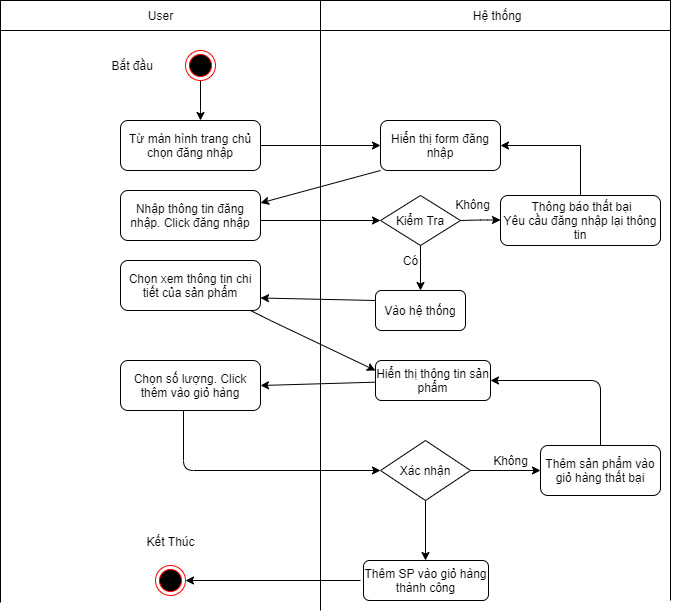 User
Hệ thống
Bắt đầu
Từ màn hình trang chủ
chọn đăng nhập
Hiển thị form đăng
nhập
Nhập thông tin đăng
nhập. Click đăng nhập
Kiểm Tra
Không
Thông báo thất bại
Yêu cầu đăng nhập lại thông
tin
Có
Chọn xem thông tin chi
tiết của sản phẩm
Vào hệ thống
Chọn số lượng. Click
thêm vào giỏ hàng
Hiển thị thông tin sản
phẩm
Xác nhận
Không
Thêm sản phẩm vào
giỏ hàng thất bại
Kết Thúc
Thêm SP vào giỏ hàng
thành công